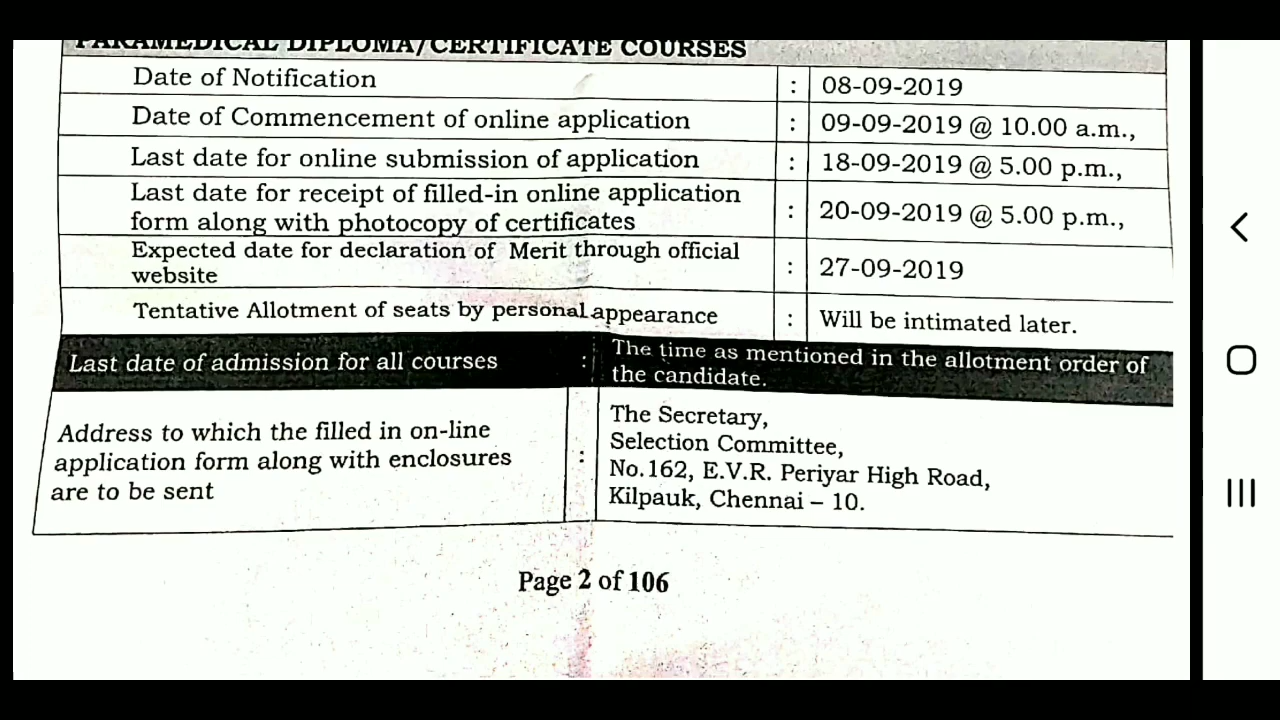 PARAMEDICAL DIPLOMA/CERTIFICATE COURSES
Date of Notification : 08-09-2019
Date of Commencement of online application : 09-09-2019 @ 10.00 a.m.,
Last date for online submission of application : 18-09-2019 @ 5.00 p.m.,
Last date for receipt of filled-in online application
form along with photocopy of certificates : 20-09-2019 @ 5.00 p.m.,
Expected date for declaration of Merit through official
website : 27-09-2019
Tentative Allotment of seats by personal appearance : Will be intimated later.
Last date of admission for all courses : The time as mentioned in the allotment order of
the candidate.
Address to which the filled in on-line
application form along with enclosures
are to be sent :
The Secretary,
Selection Committee,
No.162, E.V.R. Periyar High Road,
Kilpauk, Chennai – 10.
Page 2 of 106